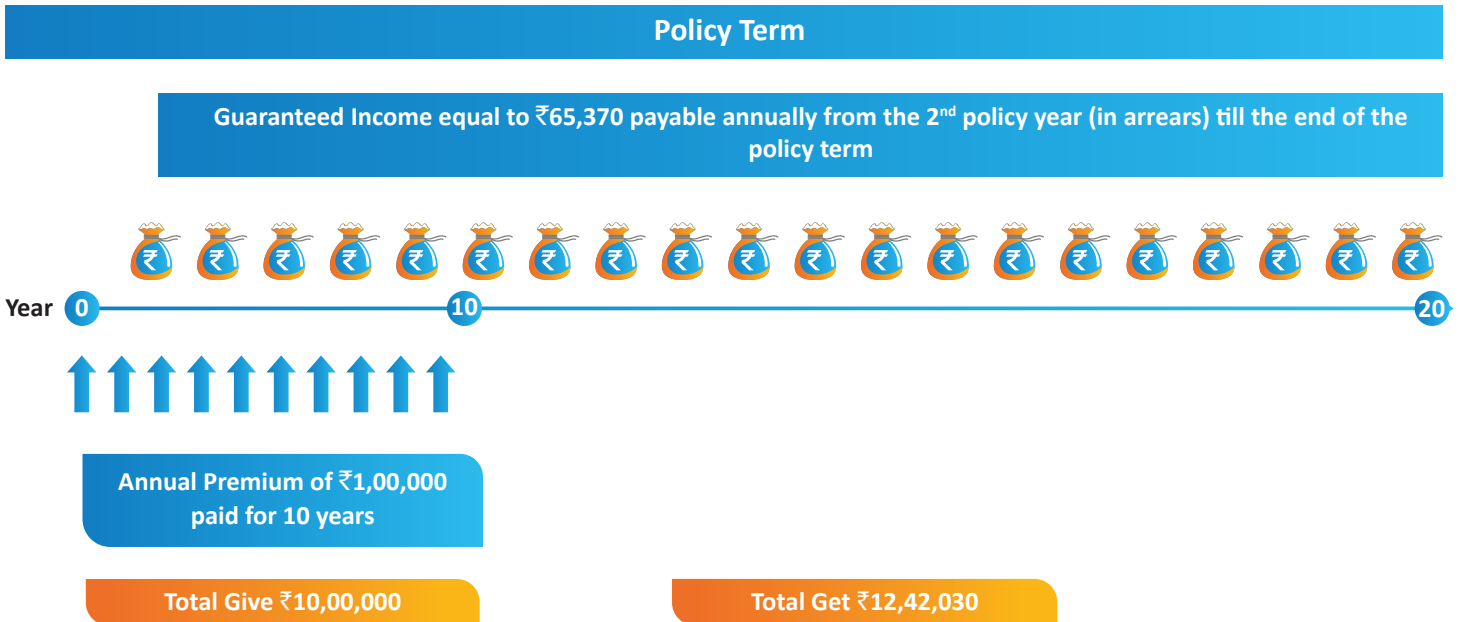 Policy Term
Guaranteed Income equal to ₹65,370 payable annually from the 2nd policy year (in arrears) till the end of the
policy term
₹ ₹ ₹ ₹ ₹ ₹ ₹ ₹ ₹ ₹ ₹ ₹ ₹ ₹ ₹ ₹ ₹ ₹ ₹ ₹
Year 0 10 20
Annual Premium of ₹1,00,000
paid for 10 years
Total Give ₹10,00,000 Total Get ₹12,42,030